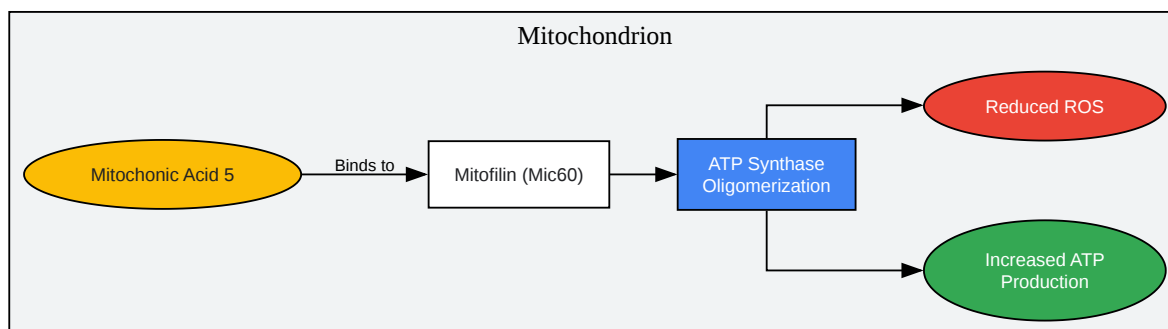 Mitochondrion
Mitochonic Acid 5
Binds to
Mitofilin (Mic60)
ATP Synthase
Oligomerization
Reduced ROS
Increased ATP
Production